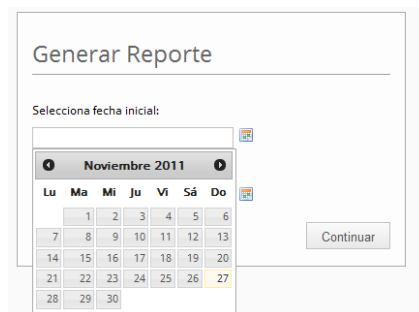 Generar Reporte
Selecciona fecha inicial:
Noviembre 2011
Lu Ma Mi Ju Vi Sá Do
1 2 3 4 5 6
7 8 9 10 11 12 13
Continuar
14 15 16 17 18 19 20
21 22 23 24 25 26 27
28 29 30